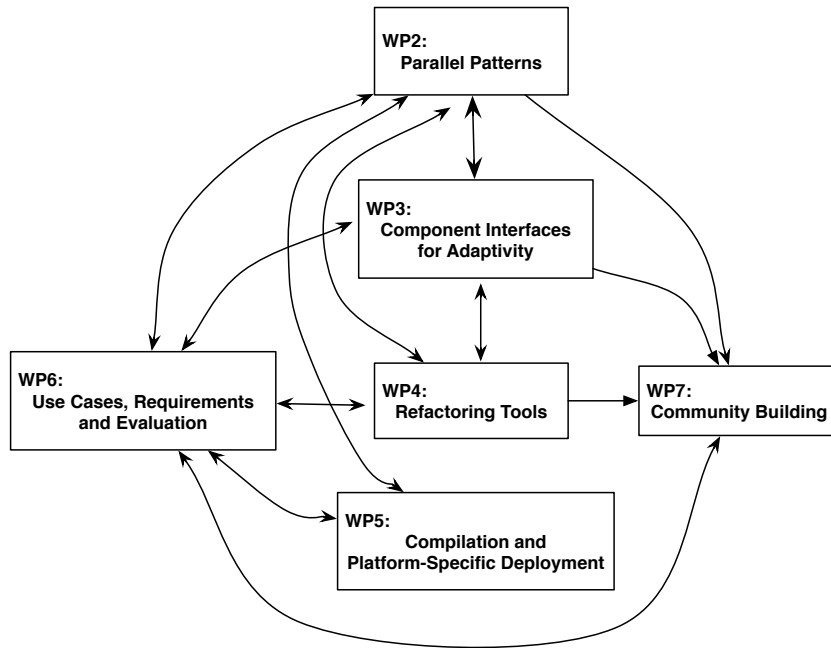 WP2:
Parallel Patterns
WP3:
Component Interfaces
for Adaptivity
WP6:
Use Cases, Requirements
and Evaluation
WP4:
Refactoring Tools
WP7:
Community Building
WP5:
Compilation and
Platform-Specific Deployment